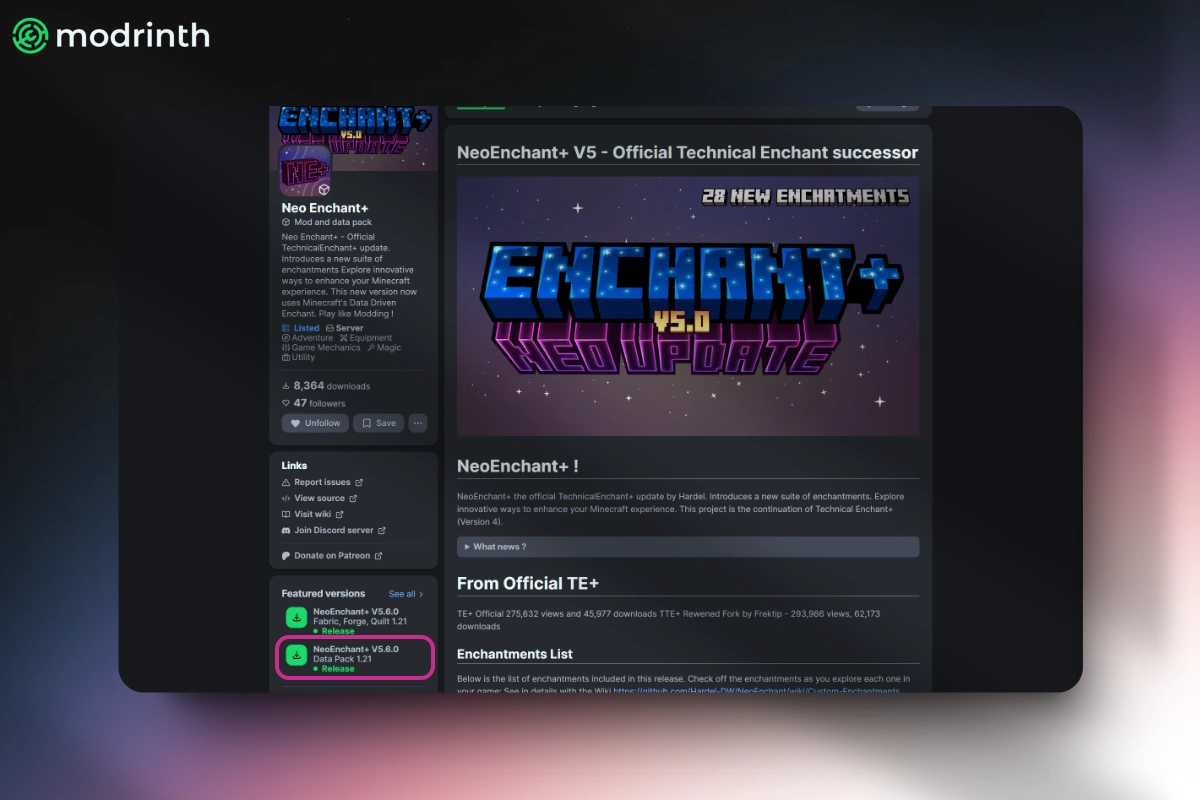 modrinth
ENCHANT+
V5.0
NEO UPDATE
NE+
Neo Enchant+
Mod and data pack
Neo Enchant+ - Official
TechnicalEnchant+ update.
Introduces a new suite of
enchantments Explore innovative
ways to enhance your Minecraft
experience. This new version now
uses Minecraft's Data Driven
Enchant. Play like Modding !
Listed Server
Adventure Equipment
Game Mechanics Magic
Utility
8,364 downloads
47 followers
Unfollow Save ...
Links
Report issues
View source
View wiki
Join Discord server
Donate on Patreon
Featured versions See all >
NeoEnchant+ V5.6.0
Fabric, Forge, Quilt 1.21
• Release
NeoEnchant+ V5.6.0
Data Pack 1.21
• Release
NeoEnchant+ V5 - Official Technical Enchant successor
28 NEW ENCHATMENTS
ENCHANT+
V5.0
NEO UPDATE
NeoEnchant+ !
NeoEnchant+ the official TechnicalEnchant+ update by Hardel. Introduces a new suite of enchantments. Explore
innovative ways to enhance your Minecraft experience. This project is the continuation of Technical Enchant+
(Version 4).
▸ What news ?
From Official TE+
TE+ Official 275,632 views and 45,977 downloads TTE+ Rewened Fork by Frektip - 293,986 views, 62,173
downloads
Enchantments List
Below is the list of enchantments included in this release. Check off the enchantments as you explore each one in
your game: See in details with the Wiki https://github.com/Hardel-DW/NeoEnchant/wiki/Custom-Enchantments